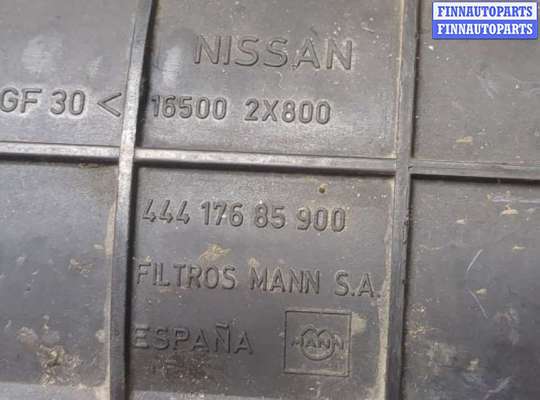 FINNAUTOPARTS
FINNAUTOPARTS
NISSAN
GF 30 < 16500 2X800
444 176 85 900
FILTROS MANN S.A.
ESPAÑA MANN